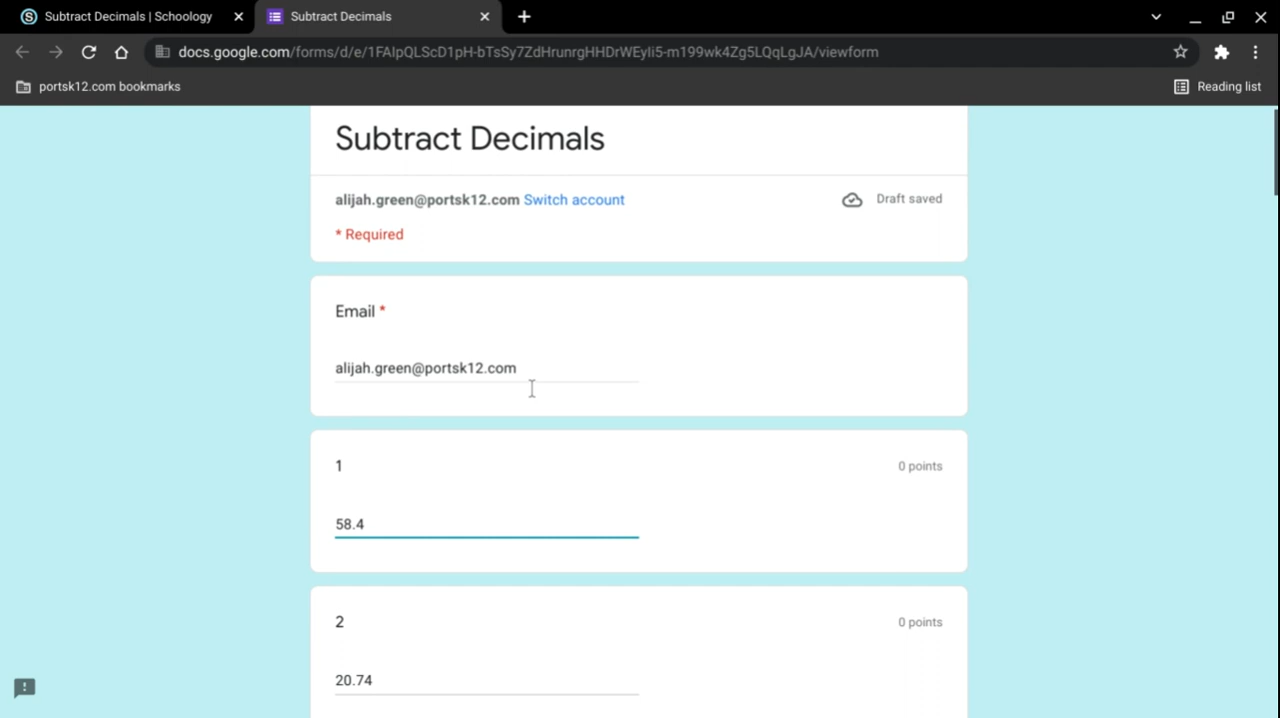 Subtract Decimals | Schoology
Subtract Decimals
docs.google.com/forms/d/e/1FAIpQLScD1pH-bTsSy7ZdHrunrgHHDrWEyIi5-m199wk4Zg5LQqLgJA/viewform
portsk12.com bookmarks
Reading list
Subtract Decimals
alijah.green@portsk12.com Switch account
Draft saved
* Required
Email *
alijah.green@portsk12.com
1
0 points
58.4
2
0 points
20.74